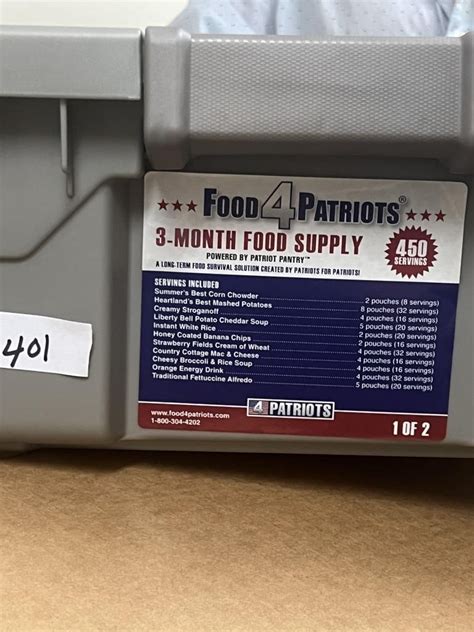 FOOD4PATRIOTS®
3-MONTH FOOD SUPPLY
POWERED BY PATRIOT PANTRY™
A LONG-TERM FOOD SURVIVAL SOLUTION CREATED BY PATRIOTS FOR PATRIOTS!
450
SERVINGS
SERVINGS INCLUDED
Summer's Best Corn Chowder 2 pouches (8 servings)
Heartland's Best Mashed Potatoes 8 pouches (32 servings)
Creamy Stroganoff 4 pouches (16 servings)
Liberty Bell Potato Cheddar Soup 5 pouches (20 servings)
Instant White Rice 2 pouches (20 servings)
Honey Coated Banana Chips 2 pouches (16 servings)
Strawberry Fields Cream of Wheat 4 pouches (32 servings)
Country Cottage Mac & Cheese 4 pouches (16 servings)
Cheesy Broccoli & Rice Soup 4 pouches (16 servings)
Orange Energy Drink 4 pouches (32 servings)
Traditional Fettuccine Alfredo 5 pouches (20 servings)
401
4 PATRIOTS
www.food4patriots.com
1-800-304-4202
1 OF 2